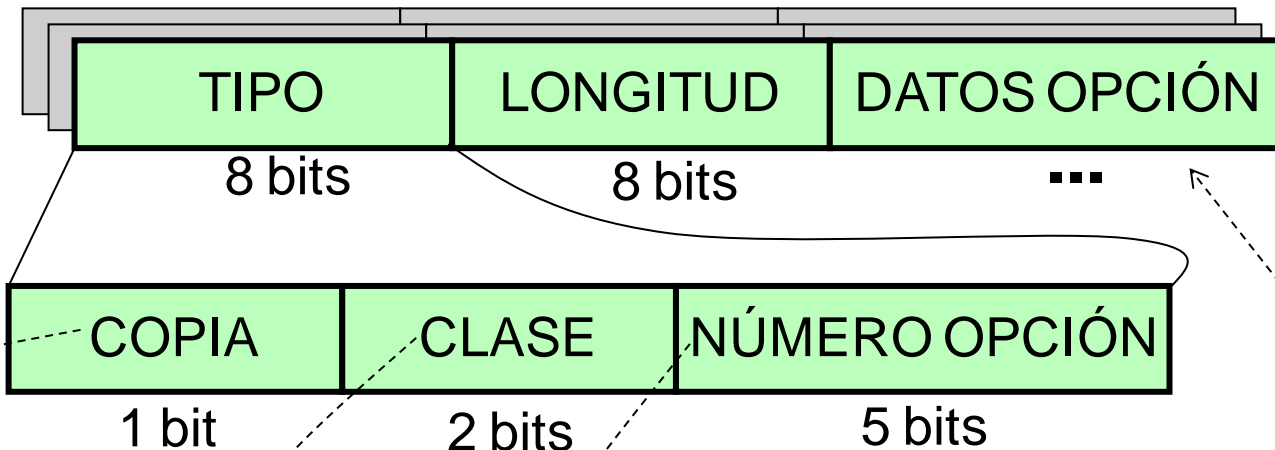 TIPO LONGITUD DATOS OPCIÓN
8 bits 8 bits ...
COPIA CLASE NÚMERO OPCIÓN
1 bit 2 bits 5 bits